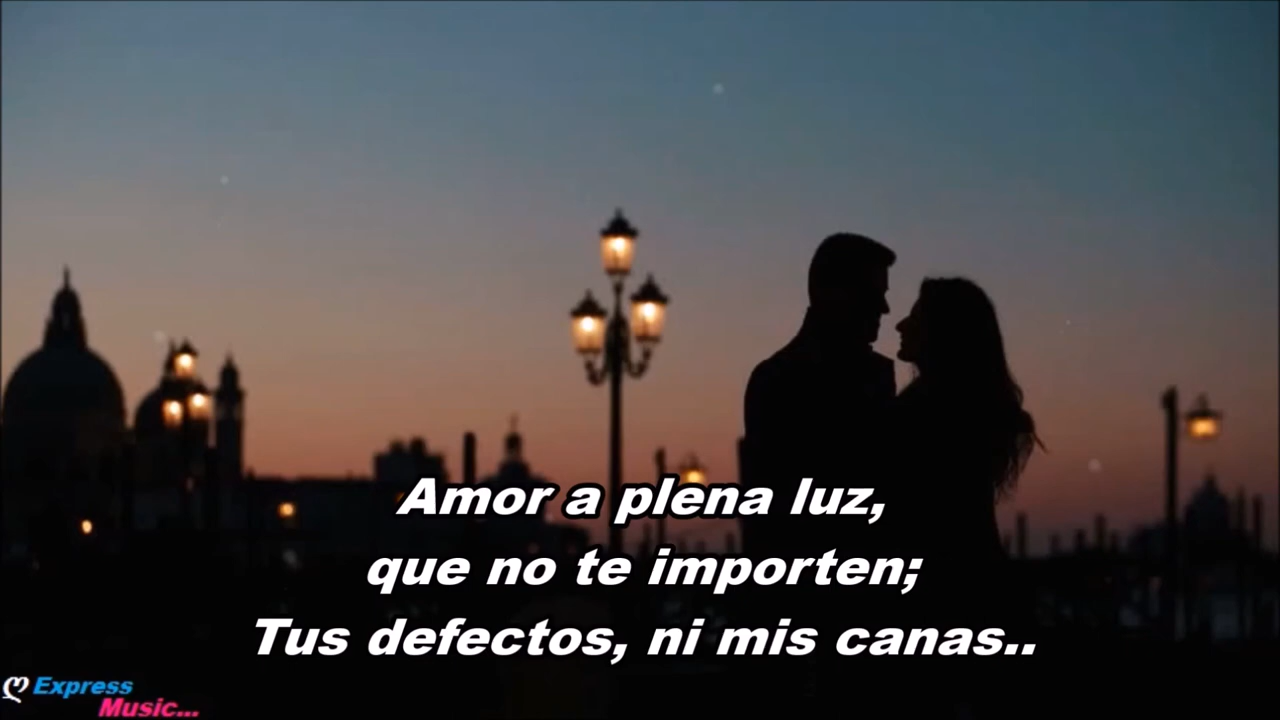 Amor a plena luz,
que no te importen;
Tus defectos, ni mis canas..
Express
Music...